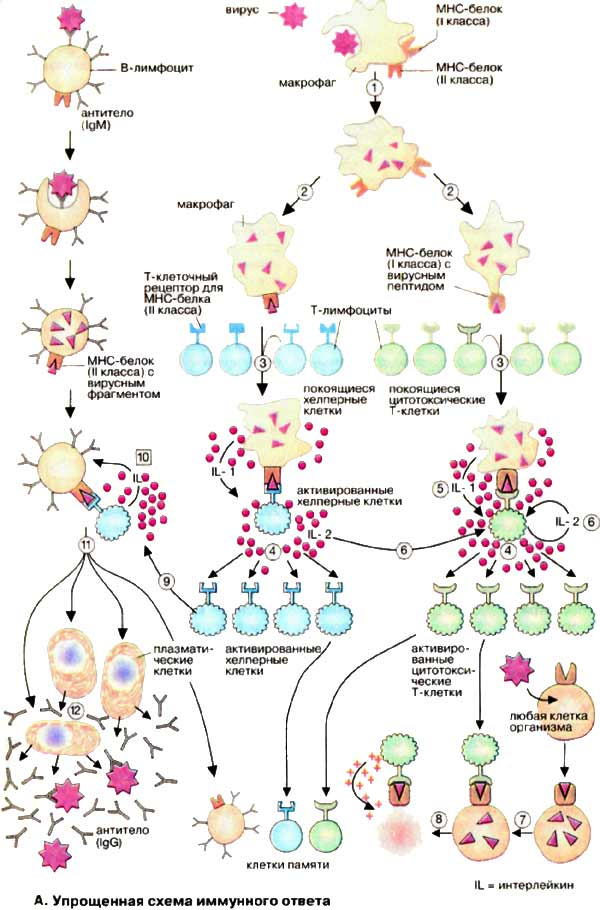 вирус
МНС-белок
(I класса)
В-лимфоцит
макрофаг
МНС-белок
(II класса)
антитело
(IgM)
1
2
2
макрофаг
МНС-белок
(I класса) с
вирусным
пептидом
Т-клеточный
рецептор для
МНС-белка
(II класса)
Т-лимфоциты
3
3
МНС-белок
(II класса) с
вирусным
фрагментом
покоящиеся
хелперные
клетки
покоящиеся
цитотоксические
Т-клетки
10
IL
IL- 1
5
IL- 1
активированные
хелперные клетки
IL- 2
IL- 2
6
11
4
6
4
9
плазмати-
ческие
клетки
активированные
хелперные
клетки
активиро-
ванные
цитотокси-
ческие
Т-клетки
любая клетка
организма
12
8
7
антитело
(IgG)
клетки памяти
IL = интерлейкин
А. Упрощенная схема иммунного ответа